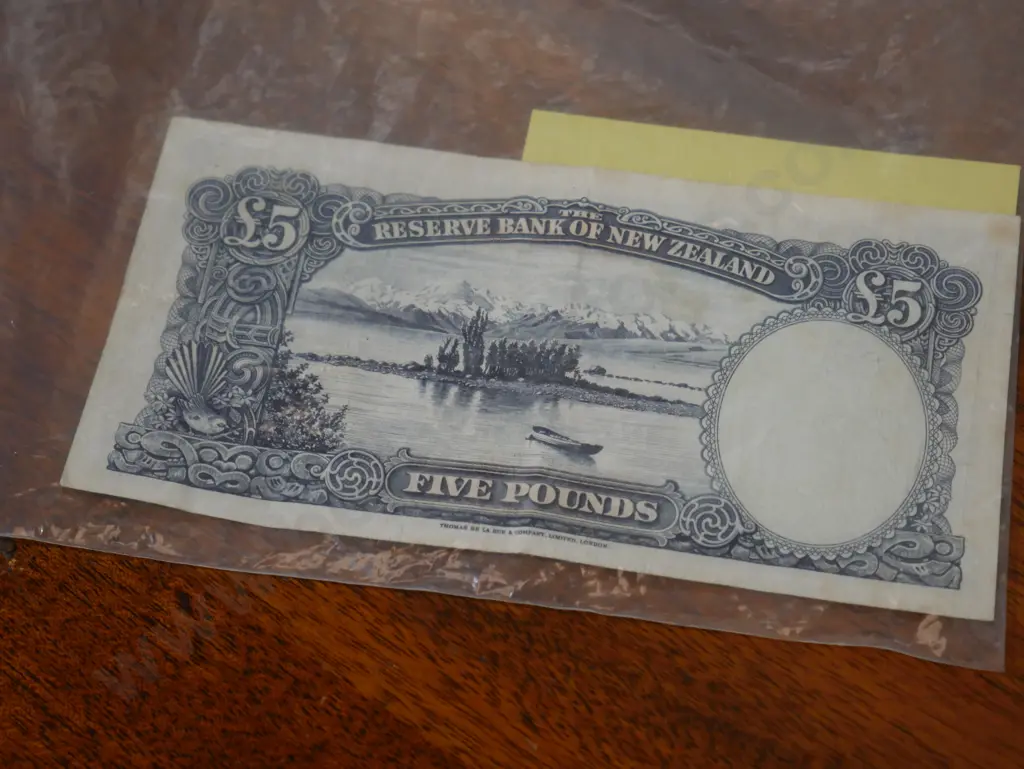 £5
THE
RESERVE BANK OF NEW ZEALAND
£5
FIVE POUNDS
THOMAS DE LA RUE & COMPANY, LIMITED, LONDON.